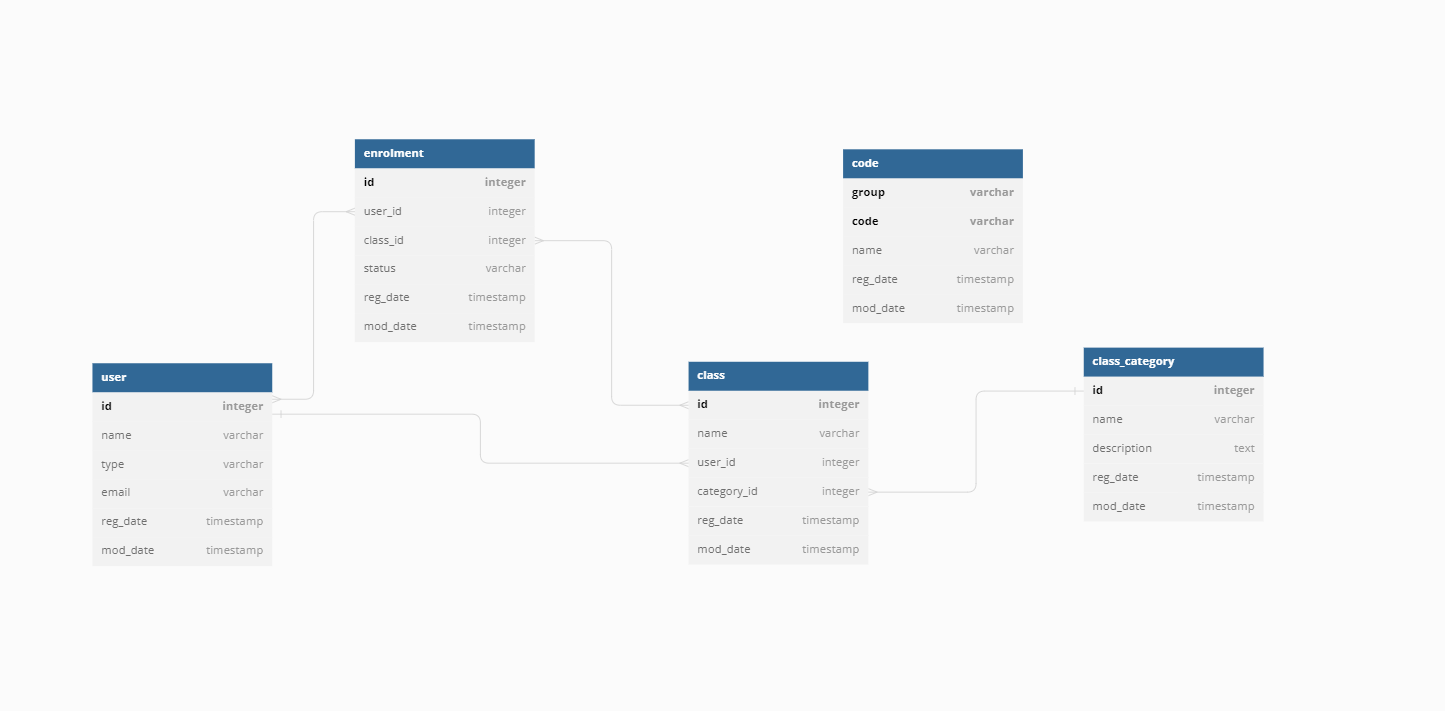 enrolment
id integer
user_id integer
class_id integer
status varchar
reg_date timestamp
mod_date timestamp
code
group varchar
code varchar
name varchar
reg_date timestamp
mod_date timestamp
user
id integer
name varchar
type varchar
email varchar
reg_date timestamp
mod_date timestamp
class
id integer
name varchar
user_id integer
category_id integer
reg_date timestamp
mod_date timestamp
class_category
id integer
name varchar
description text
reg_date timestamp
mod_date timestamp